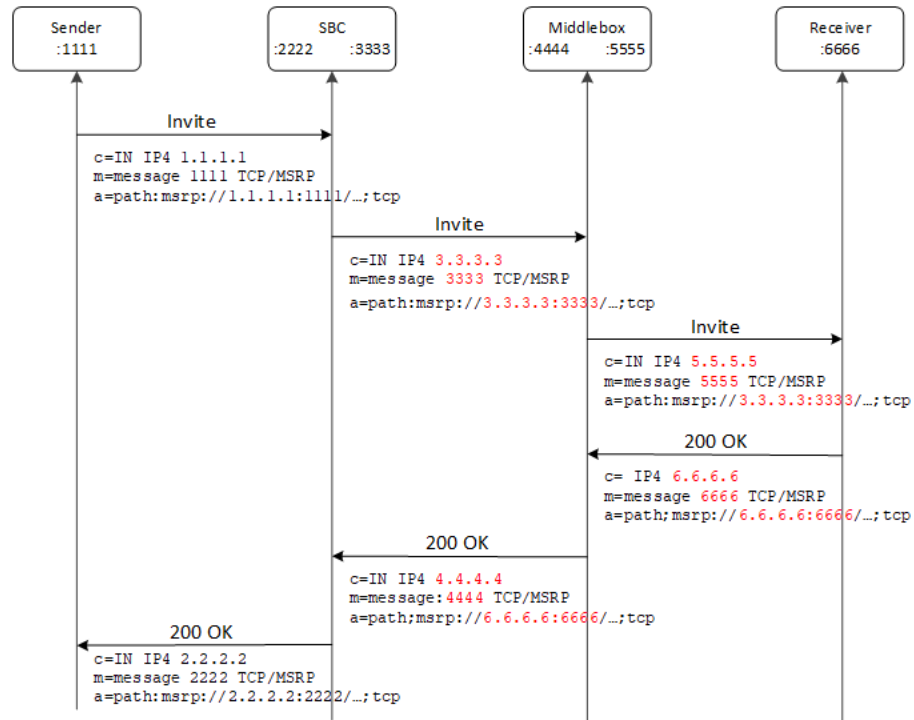 Sender
:1111
SBC
:2222 :3333
Middlebox
:4444 :5555
Receiver
:6666
Invite
c=IN IP4 1.1.1.1
m=message 1111 TCP/MSRP
a=path:msrp://1.1.1.1:1111/…;tcp
Invite
c=IN IP4 3.3.3.3
m=message 3333 TCP/MSRP
a=path:msrp://3.3.3.3:3333/…;tcp
Invite
c=IN IP4 5.5.5.5
m=message 5555 TCP/MSRP
a=path:msrp://3.3.3.3:3333/…;tcp
200 OK
c= IP4 6.6.6.6
m=message 6666 TCP/MSRP
a=path;msrp://6.6.6.6:6666/…;tcp
200 OK
c=IN IP4 4.4.4.4
m=message:4444 TCP/MSRP
a=path;msrp://6.6.6.6:6666/…;tcp
200 OK
c=IN IP4 2.2.2.2
m=message 2222 TCP/MSRP
a=path:msrp://2.2.2.2:2222/…;tcp